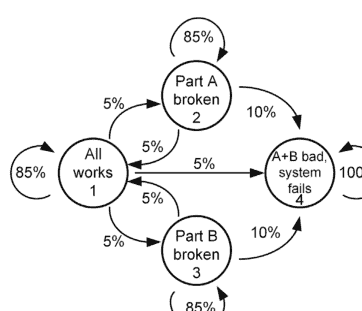 85%
Part A
broken
2
5%
10%
5%
All
works
1
85%
5%
A+B bad,
system
fails
4
100
5%
5%
Part B
broken
3
10%
85%